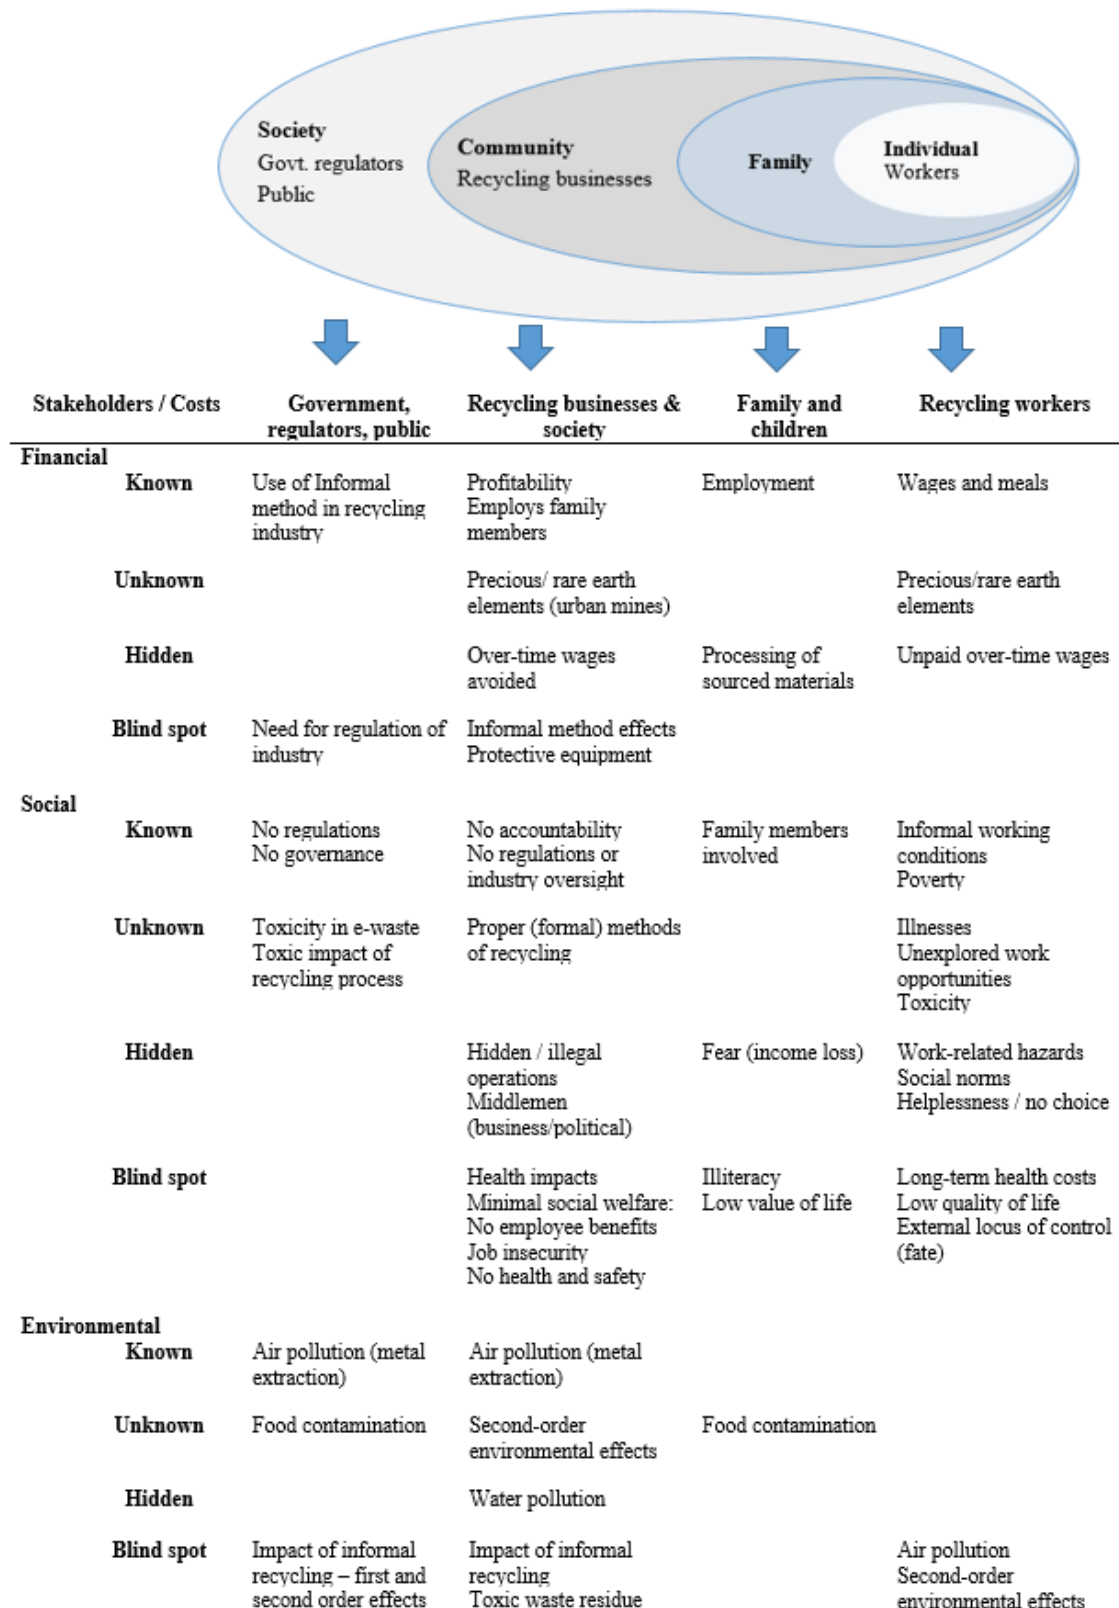 Society
Govt. regulators
Public
Community
Recycling businesses
Family
Individual
Workers
Stakeholders / Costs
Government,
regulators, public
Recycling businesses &
society
Family and
children
Recycling workers
Financial
Known
Use of Informal
method in recycling
industry
Profitability
Employs family
members
Employment
Wages and meals
Unknown
Precious/ rare earth
elements (urban mines)
Precious/rare earth
elements
Hidden
Over-time wages
avoided
Processing of
sourced materials
Unpaid over-time wages
Blind spot
Need for regulation of
industry
Informal method effects
Protective equipment
Social
Known
No regulations
No governance
No accountability
No regulations or
industry oversight
Family members
involved
Informal working
conditions
Poverty
Unknown
Toxicity in e-waste
Toxic impact of
recycling process
Proper (formal) methods
of recycling
Illnesses
Unexplored work
opportunities
Toxicity
Hidden
Hidden / illegal
operations
Middlemen
(business/political)
Fear (income loss)
Work-related hazards
Social norms
Helplessness / no choice
Blind spot
Health impacts
Minimal social welfare:
No employee benefits
Job insecurity
No health and safety
Illiteracy
Low value of life
Long-term health costs
Low quality of life
External locus of control
(fate)
Environmental
Known
Air pollution (metal
extraction)
Air pollution (metal
extraction)
Unknown
Food contamination
Second-order
environmental effects
Food contamination
Hidden
Water pollution
Blind spot
Impact of informal
recycling – first and
second order effects
Impact of informal
recycling
Toxic waste residue
Air pollution
Second-order
environmental effects